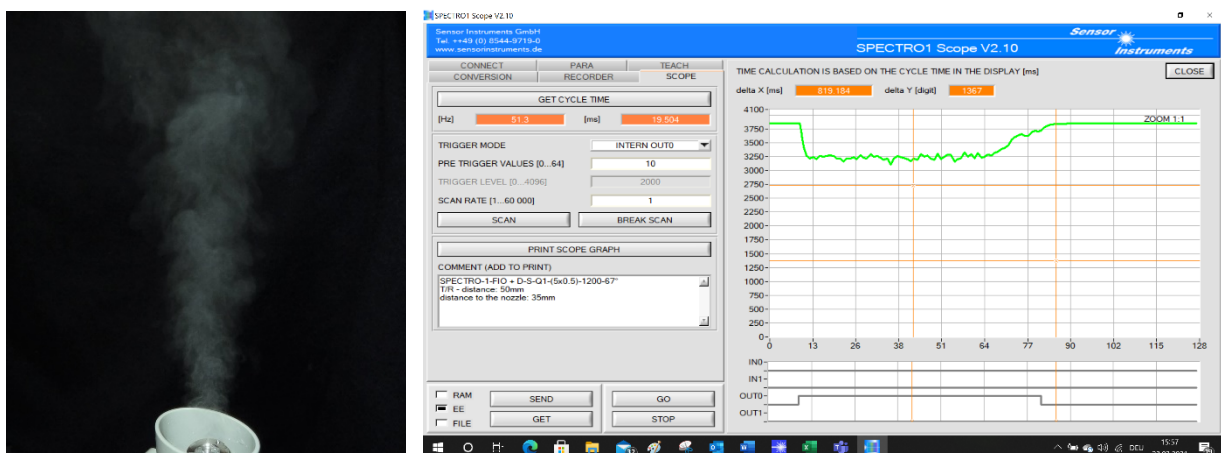 SPECTRO1 Scope V2.10
Sensor Instruments GmbH
Tel. ++49 (0) 8544-9719-0
www.sensorinstruments.de
SPECTRO1 Scope V2.10
Sensor
Instruments
CONNECT PARA TEACH
CONVERSION RECORDER SCOPE
GET CYCLE TIME
[Hz] 51.3 [ms] 19.504
TRIGGER MODE INTERN OUT0
PRE TRIGGER VALUES [0...64] 10
TRIGGER LEVEL [0...4096] 2000
SCAN RATE [1...60 000] 1
SCAN BREAK SCAN
PRINT SCOPE GRAPH
COMMENT (ADD TO PRINT)
SPECTRO-1-FIO + D-S-Q1-(5x0.5)-1200-67°
T/R - distance: 50mm
distance to the nozzle: 35mm
RAM
EE
FILE
SEND GO
GET STOP
TIME CALCULATION IS BASED ON THE CYCLE TIME IN THE DISPLAY [ms]
CLOSE
delta X [ms] 819.184 delta Y [digit] 1367
ZOOM 1:1
4100
3750
3500
3250
3000
2750
2500
2250
2000
1750
1500
1250
1000
750
500
250
0
0 13 26 38 51 64 77 90 102 115 128
IN0
IN1
OUT0
OUT1
DEU
15:57